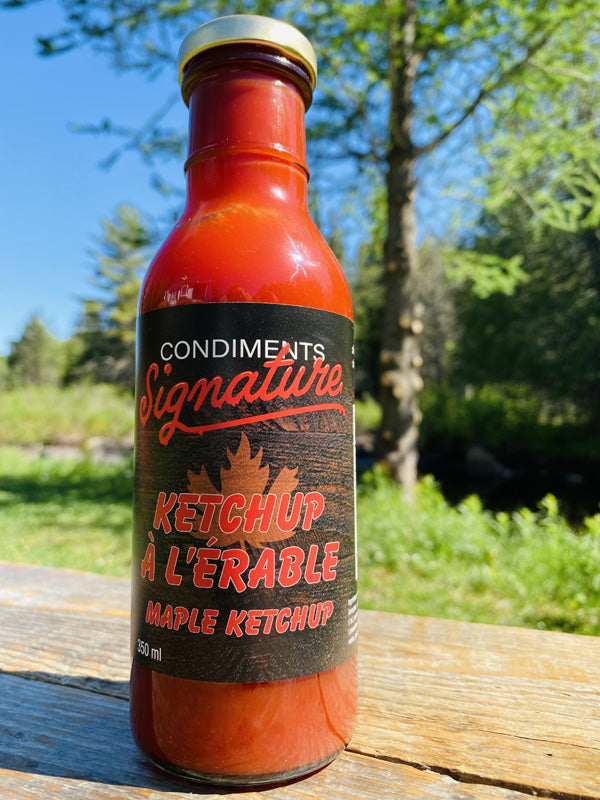 CONDIMENTS
Signature
KETCHUP
À L'ÉRABLE
MAPLE KETCHUP
350 ml